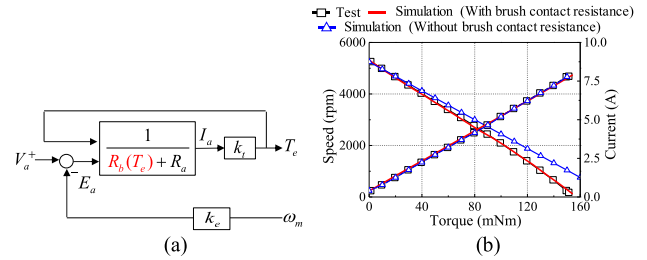 Test Simulation (With brush contact resistance)
Simulation (Without brush contact resistance)
6000
4000
2000
0
Speed (rpm)
10.0
7.5
5.0
2.5
0.0
Current (A)
0 40 80 120 160
Torque (mNm)
1
R_b(T_e) + R_a
I_a
k_t
T_e
V_a
+
−
E_a
k_e
ω_m
(a)
(b)